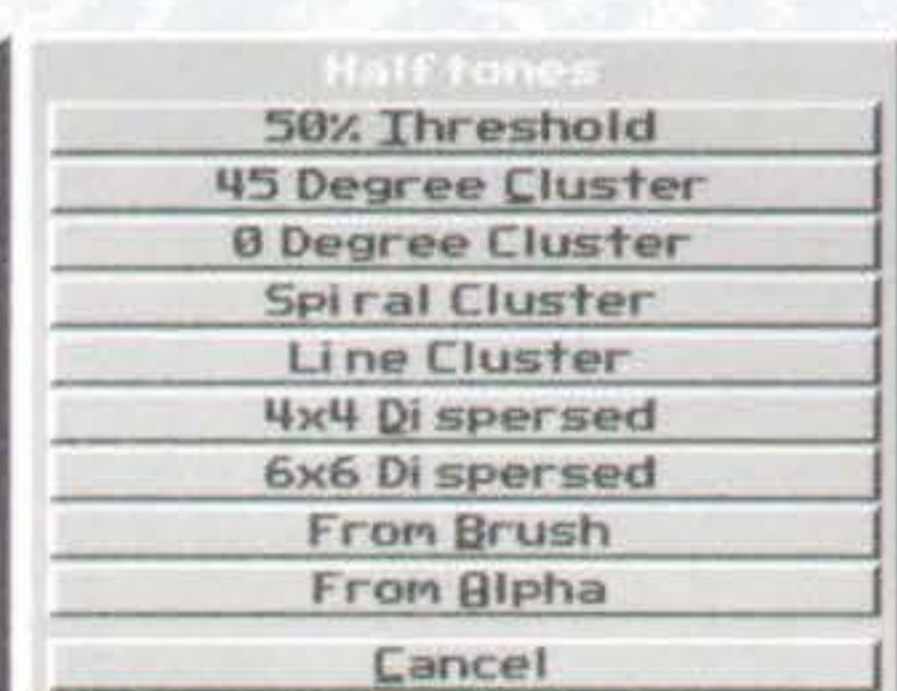 Halftones
50% Threshold
45 Degree Cluster
0 Degree Cluster
Spiral Cluster
Line Cluster
4x4 Dispersed
6x6 Dispersed
From Brush
From Alpha
Cancel